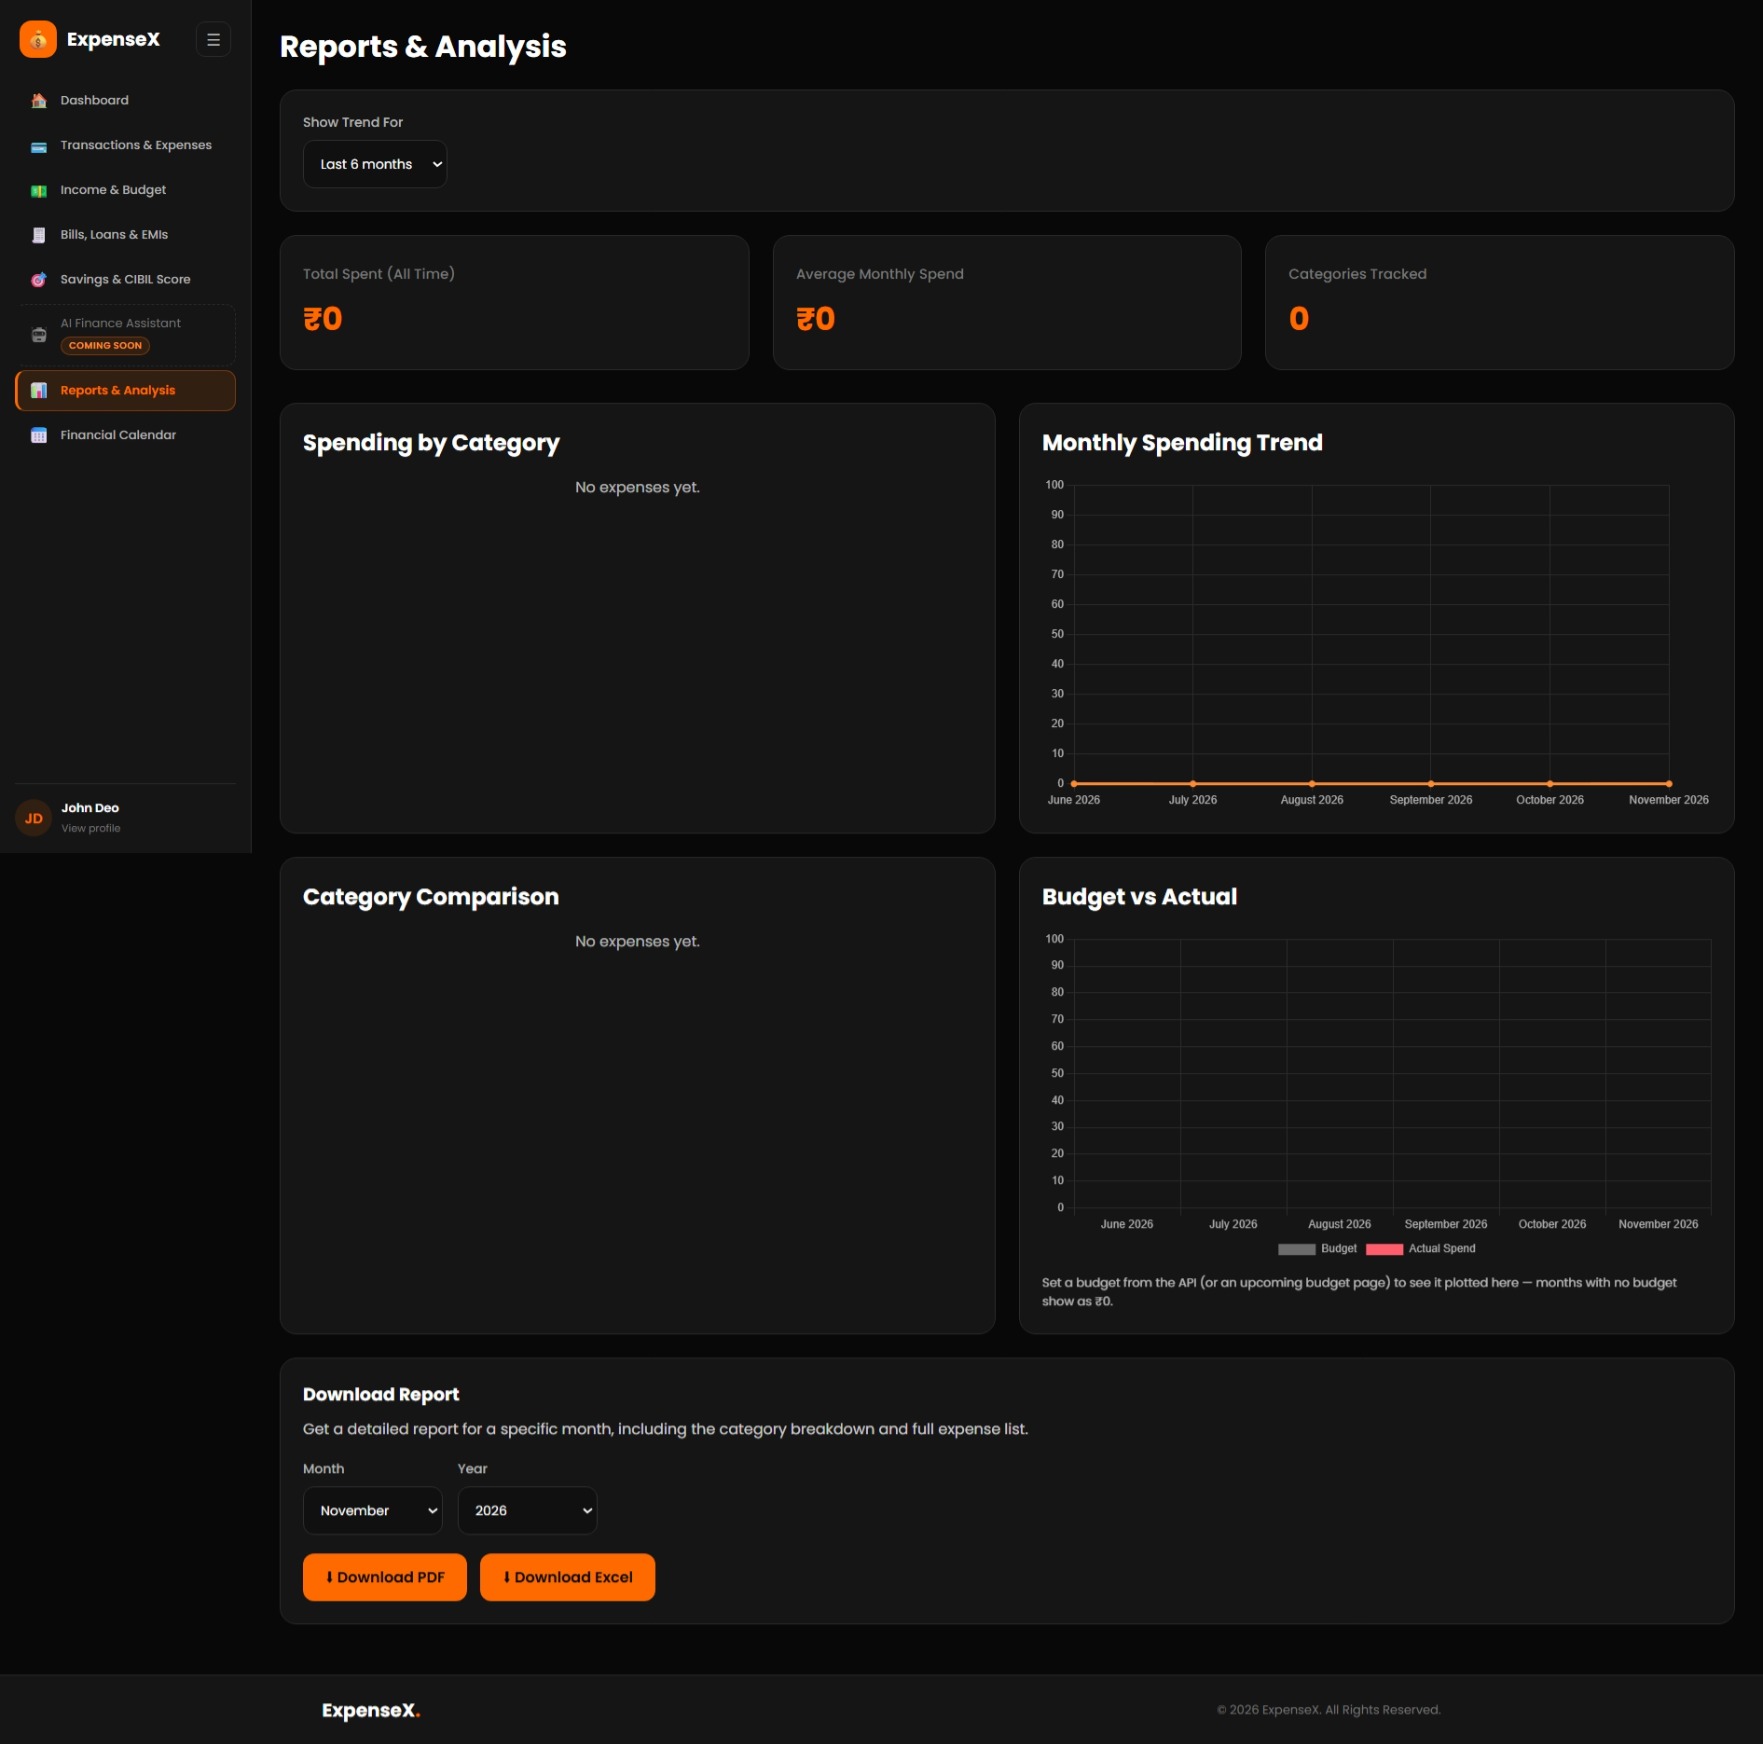 ExpenseX
Dashboard
Transactions & Expenses
Income & Budget
Bills, Loans & EMIs
Savings & CIBIL Score
AI Finance Assistant
COMING SOON
Reports & Analysis
Financial Calendar
JD
John Deo
View profile
Reports & Analysis
Show Trend For
Last 6 months
Total Spent (All Time)
₹0
Average Monthly Spend
₹0
Categories Tracked
0
Spending by Category
No expenses yet.
Monthly Spending Trend
100
90
80
70
60
50
40
30
20
10
0
June 2026 July 2026 August 2026 September 2026 October 2026 November 2026
Category Comparison
No expenses yet.
Budget vs Actual
100
90
80
70
60
50
40
30
20
10
0
June 2026 July 2026 August 2026 September 2026 October 2026 November 2026
Budget Actual Spend
Set a budget from the API (or an upcoming budget page) to see it plotted here — months with no budget
show as ₹0.
Download Report
Get a detailed report for a specific month, including the category breakdown and full expense list.
Month Year
November 2026
⬇ Download PDF ⬇ Download Excel
ExpenseX.
© 2026 ExpenseX. All Rights Reserved.